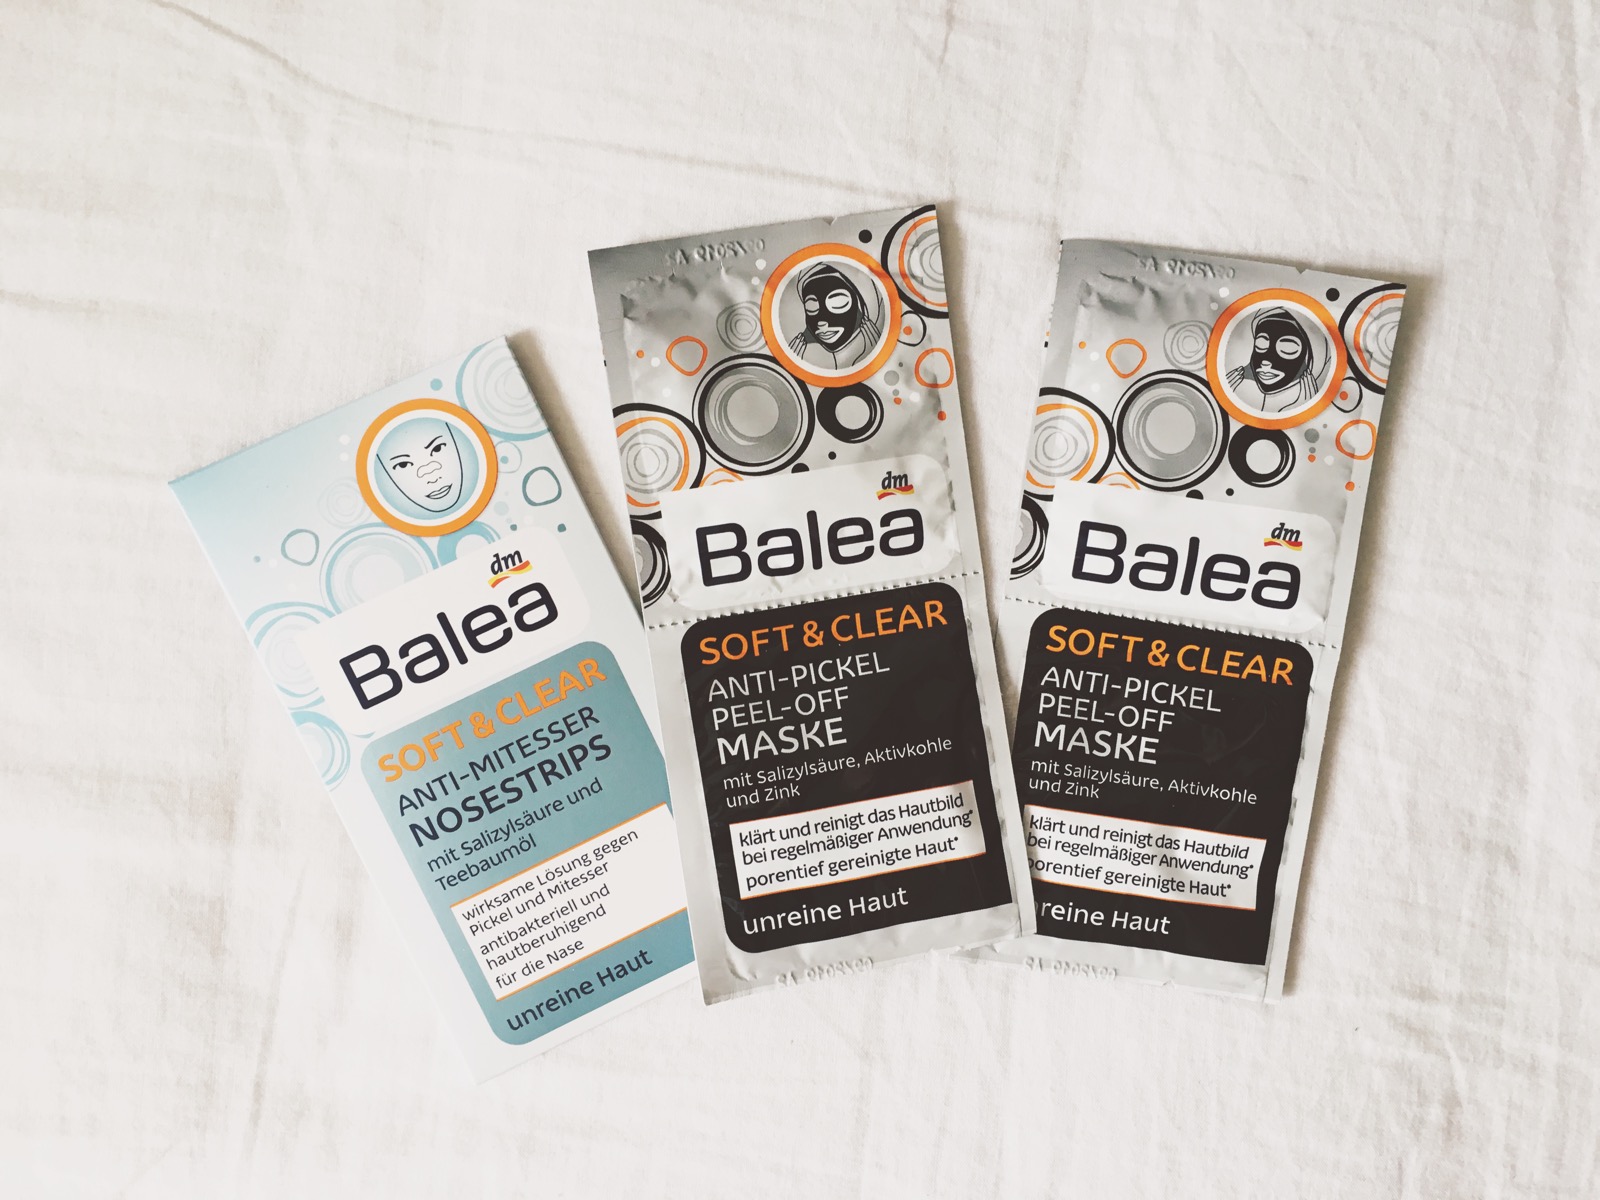 dm
Balea
SOFT & CLEAR
ANTI-MITESSER
NOSESTRIPS
mit Salizylsäure und
Teebaumöl
wirksame Lösung gegen
Pickel und Mitesser
antibakteriell und
hautberuhigend
für die Nase
unreine Haut
dm
Balea
SOFT & CLEAR
ANTI-PICKEL
PEEL-OFF
MASKE
mit Salizylsäure, Aktivkohle
und Zink
klärt und reinigt das Hautbild
bei regelmäßiger Anwendung*
porentief gereinigte Haut*
unreine Haut
dm
Balea
SOFT & CLEAR
ANTI-PICKEL
PEEL-OFF
MASKE
mit Salizylsäure, Aktivkohle
und Zink
klärt und reinigt das Hautbild
bei regelmäßiger Anwendung*
porentief gereinigte Haut*
reine Haut